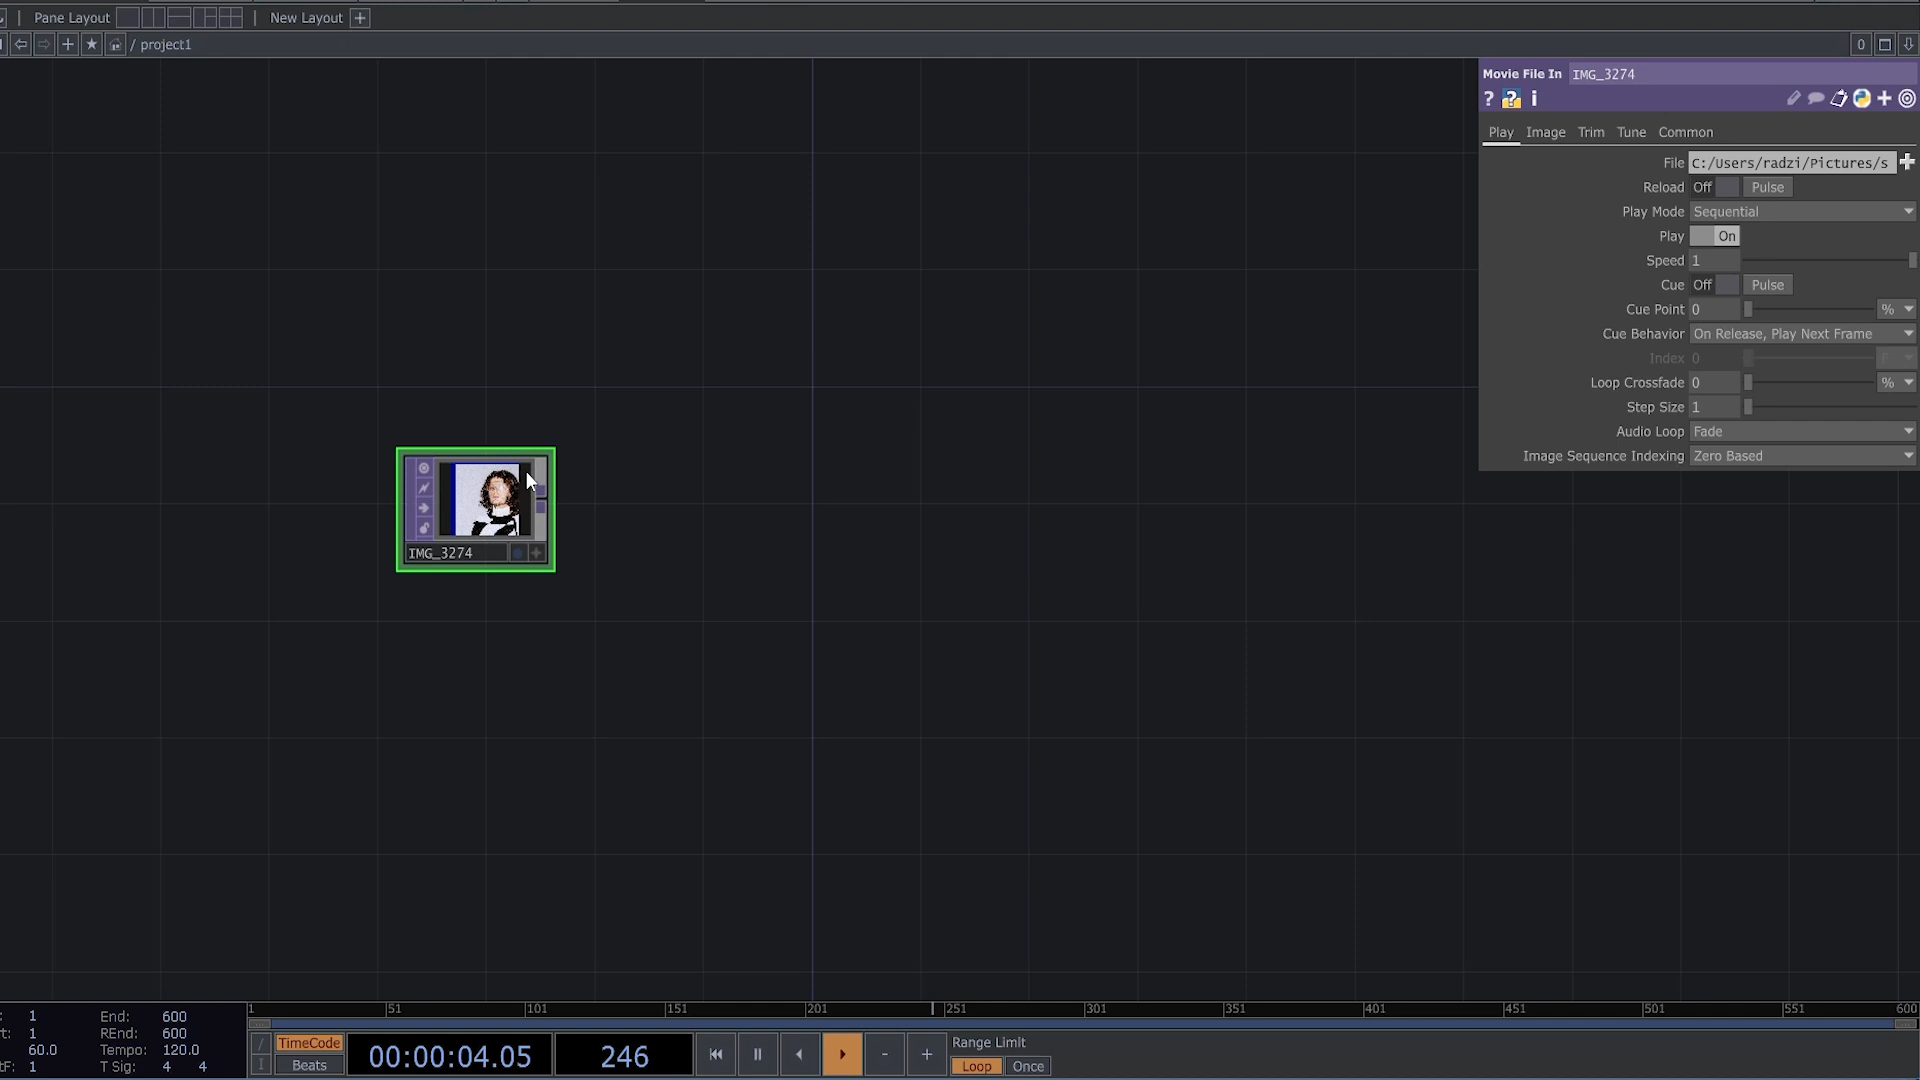 Pane Layout | New Layout +
/ project1
0
Movie File In IMG_3274
? ? i
Play Image Trim Tune Common
File C:/Users/radzi/Pictures/s
Reload Off Pulse
Play Mode Sequential
Play On
Speed 1
Cue Off Pulse
Cue Point 0 %
Cue Behavior On Release, Play Next Frame
Index 0 F
Loop Crossfade 0 %
Step Size 1
Audio Loop Fade
Image Sequence Indexing Zero Based
IMG_3274
1 51 101 151 201 251 301 351 401 451 501 551 600
: 1 End: 600
t: 1 REnd: 600
60.0 Tempo: 120.0
tF: 1 T Sig: 4 4
TimeCode
Beats
00:00:04.05
246
- +
Range Limit
Loop Once